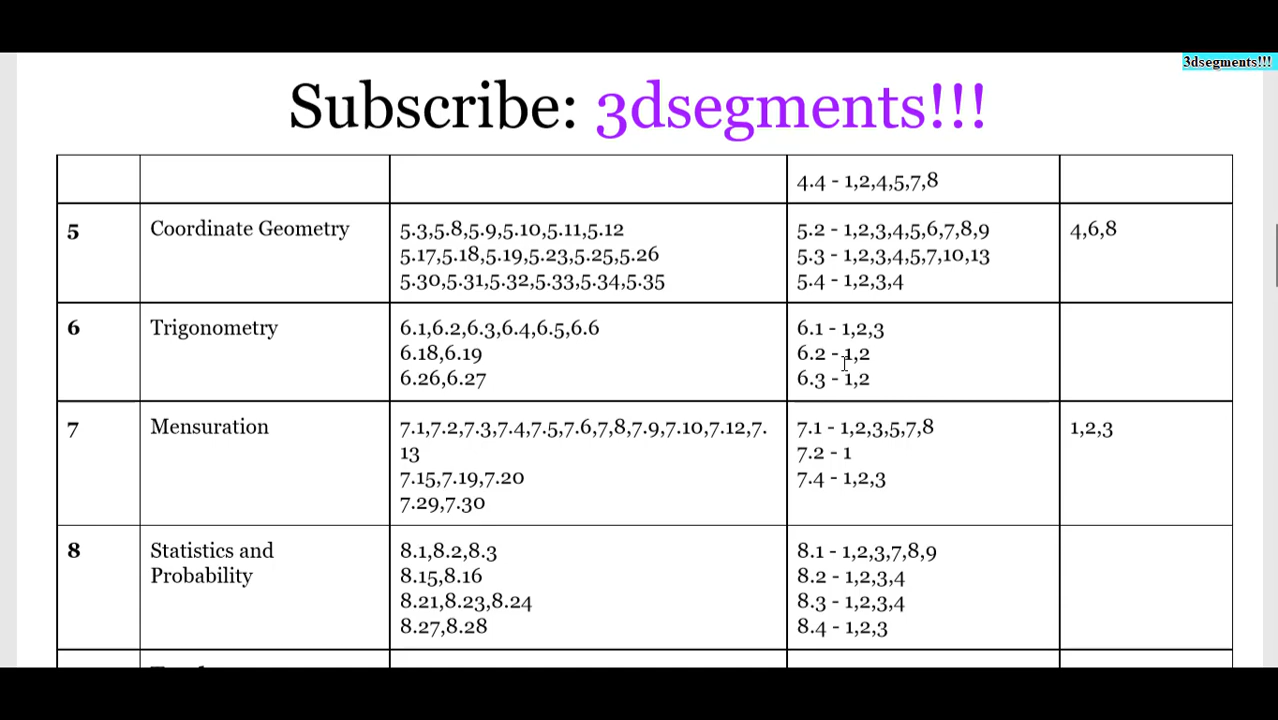 3dsegments!!!
Subscribe: 3dsegments!!!
4.4 - 1,2,4,5,7,8
5
Coordinate Geometry
5.3,5.8,5.9,5.10,5.11,5.12
5.17,5.18,5.19,5.23,5.25,5.26
5.30,5.31,5.32,5.33,5.34,5.35
5.2 - 1,2,3,4,5,6,7,8,9
5.3 - 1,2,3,4,5,7,10,13
5.4 - 1,2,3,4
4,6,8
6
Trigonometry
6.1,6.2,6.3,6.4,6.5,6.6
6.18,6.19
6.26,6.27
6.1 - 1,2,3
6.2 - 1,2
6.3 - 1,2
7
Mensuration
7.1,7.2,7.3,7.4,7.5,7.6,7,8,7.9,7.10,7.12,7.
13
7.15,7.19,7.20
7.29,7.30
7.1 - 1,2,3,5,7,8
7.2 - 1
7.4 - 1,2,3
1,2,3
8
Statistics and
Probability
8.1,8.2,8.3
8.15,8.16
8.21,8.23,8.24
8.27,8.28
8.1 - 1,2,3,7,8,9
8.2 - 1,2,3,4
8.3 - 1,2,3,4
8.4 - 1,2,3